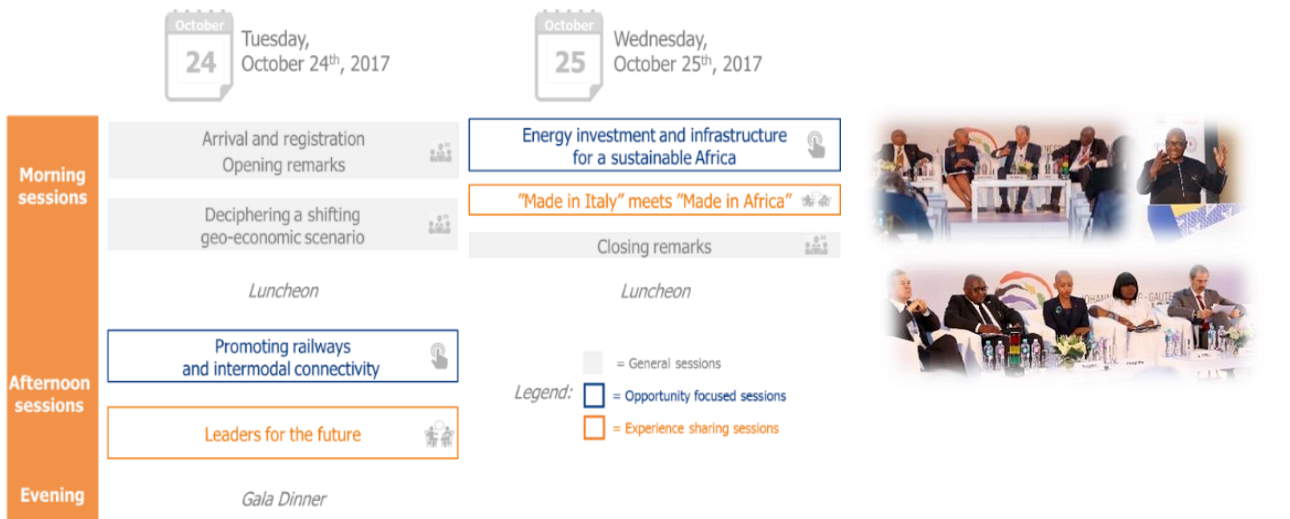 October
24
Tuesday,
October 24th, 2017
October
25
Wednesday,
October 25th, 2017
Morning
sessions
Arrival and registration
Opening remarks
Deciphering a shifting
geo-economic scenario
Luncheon
Energy investment and infrastructure
for a sustainable Africa
"Made in Italy" meets "Made in Africa"
Closing remarks
Luncheon
Afternoon
sessions
Promoting railways
and intermodal connectivity
Leaders for the future
Legend:
= General sessions
= Opportunity focused sessions
= Experience sharing sessions
Evening
Gala Dinner